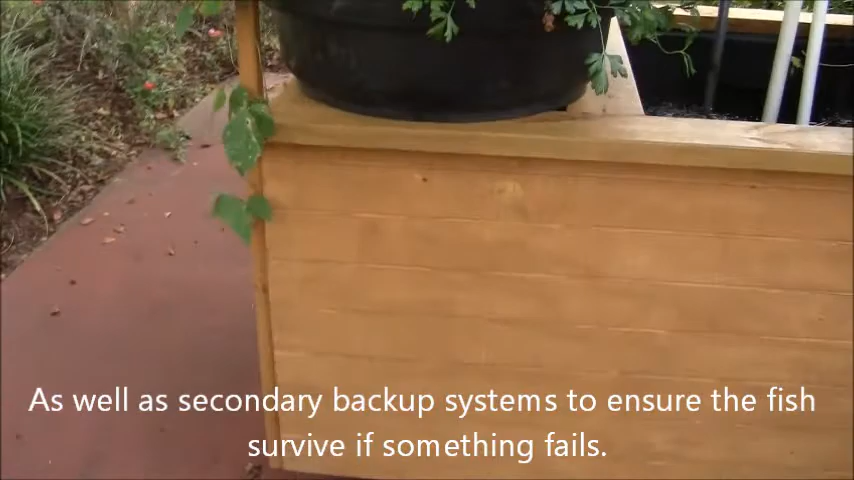 As well as secondary backup systems to ensure the fish
survive if something fails.